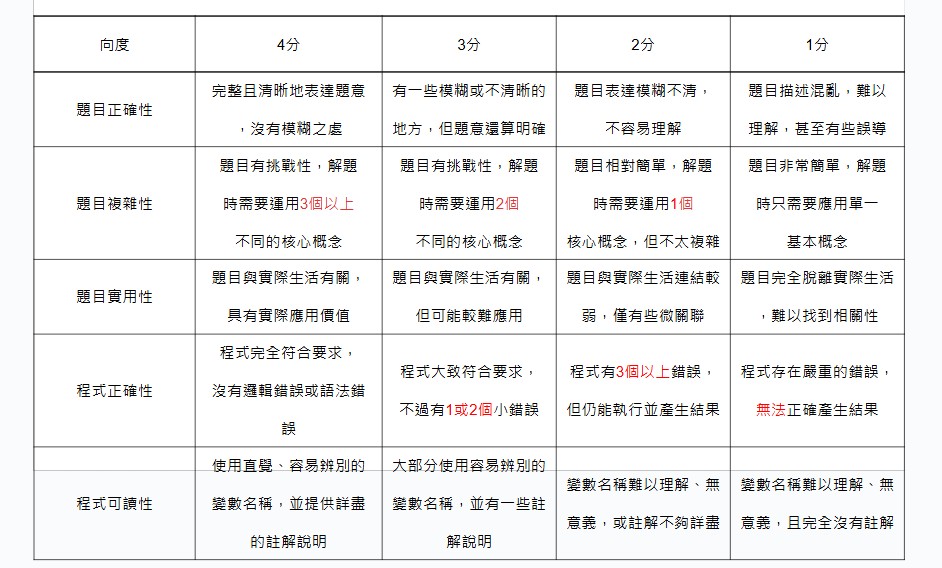 向度
4分
3分
2分
1分
題目正確性
完整且清晰地表達題意
，沒有模糊之處
有一些模糊或不清晰的
地方，但題意還算明確
題目表達模糊不清，
不容易理解
題目描述混亂，難以
理解，甚至有些誤導
題目複雜性
題目有挑戰性，解題
時需要運用3個以上
不同的核心概念
題目有挑戰性，解題
時需要運用2個
不同的核心概念
題目相對簡單，解題
時需要運用1個
核心概念，但不太複雜
題目非常簡單，解題
時只需要應用單一
基本概念
題目實用性
題目與實際生活有關，
具有實際應用價值
題目與實際生活有關，
但可能較難應用
題目與實際生活連結較
弱，僅有些微關聯
題目完全脫離實際生活
，難以找到相關性
程式正確性
程式完全符合要求，
沒有邏輯錯誤或語法錯
誤
程式大致符合要求，
不過有1或2個小錯誤
程式有3個以上錯誤，
但仍能執行並產生結果
程式存在嚴重的錯誤，
無法正確產生結果
程式可讀性
使用直覺、容易辨別的
變數名稱，並提供詳盡
的註解說明
大部分使用容易辨別的
變數名稱，並有一些註
解說明
變數名稱難以理解、無
意義，或註解不夠詳盡
變數名稱難以理解、無
意義，且完全沒有註解